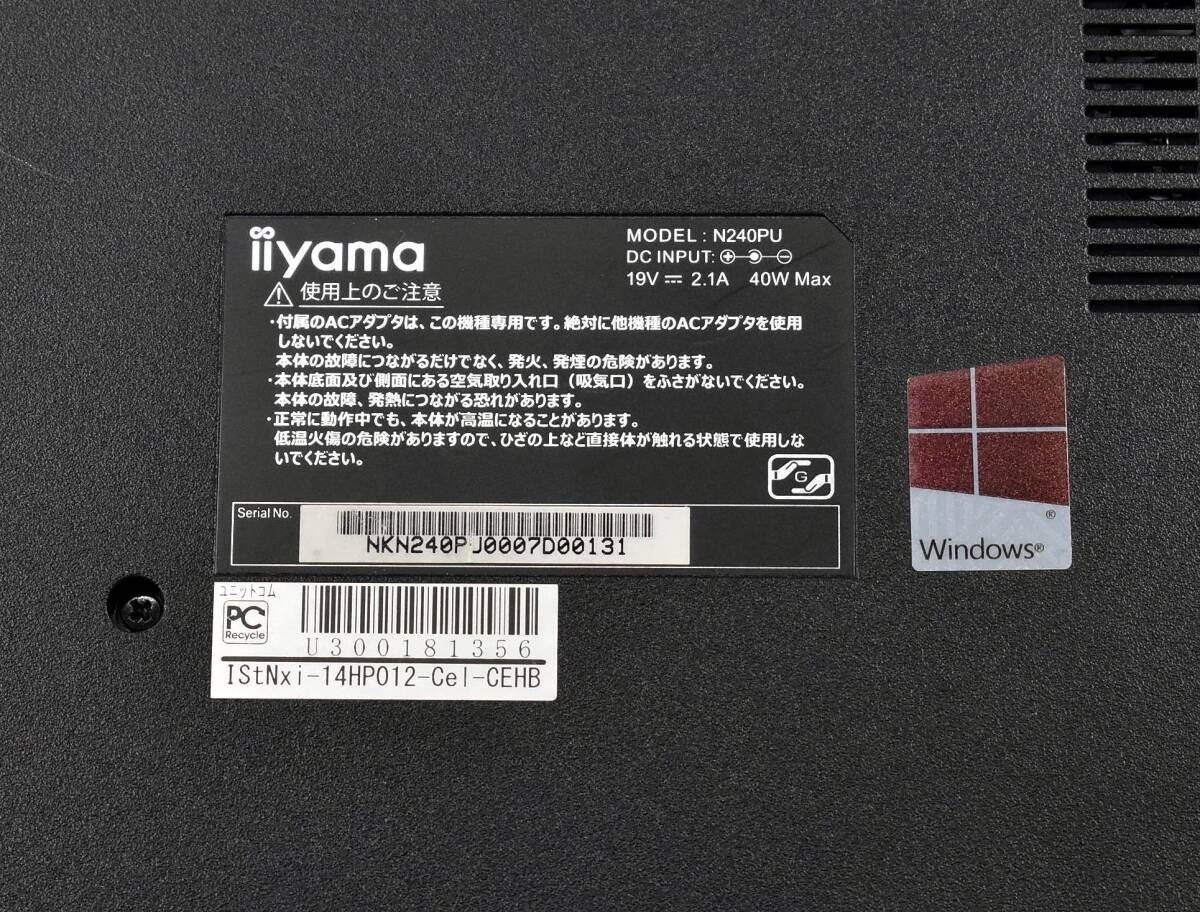 iiyama
MODEL : N240PU
DC INPUT:
19V 2.1A 40W Max
使用上のご注意
・付属のACアダプタは、この機種専用です。絶対に他機種のACアダプタを使用
しないでください。
本体の故障につながるだけでなく、発火、発煙の危険があります。
・本体底面及び側面にある空気取り入れ口（吸気口）をふさがないでください。
本体の故障、発熱につながる恐れがあります。
・正常に動作中でも、本体が高温になることがあります。
低温火傷の危険がありますので、ひざの上など直接体が触れる状態で使用しな
いでください。
G
Serial No.
NKN240PJ0007D00131
ユニットコム
PC
Recycle
U300181356
IStNxi-14HP012-Cel-CEHB
®
Windows®